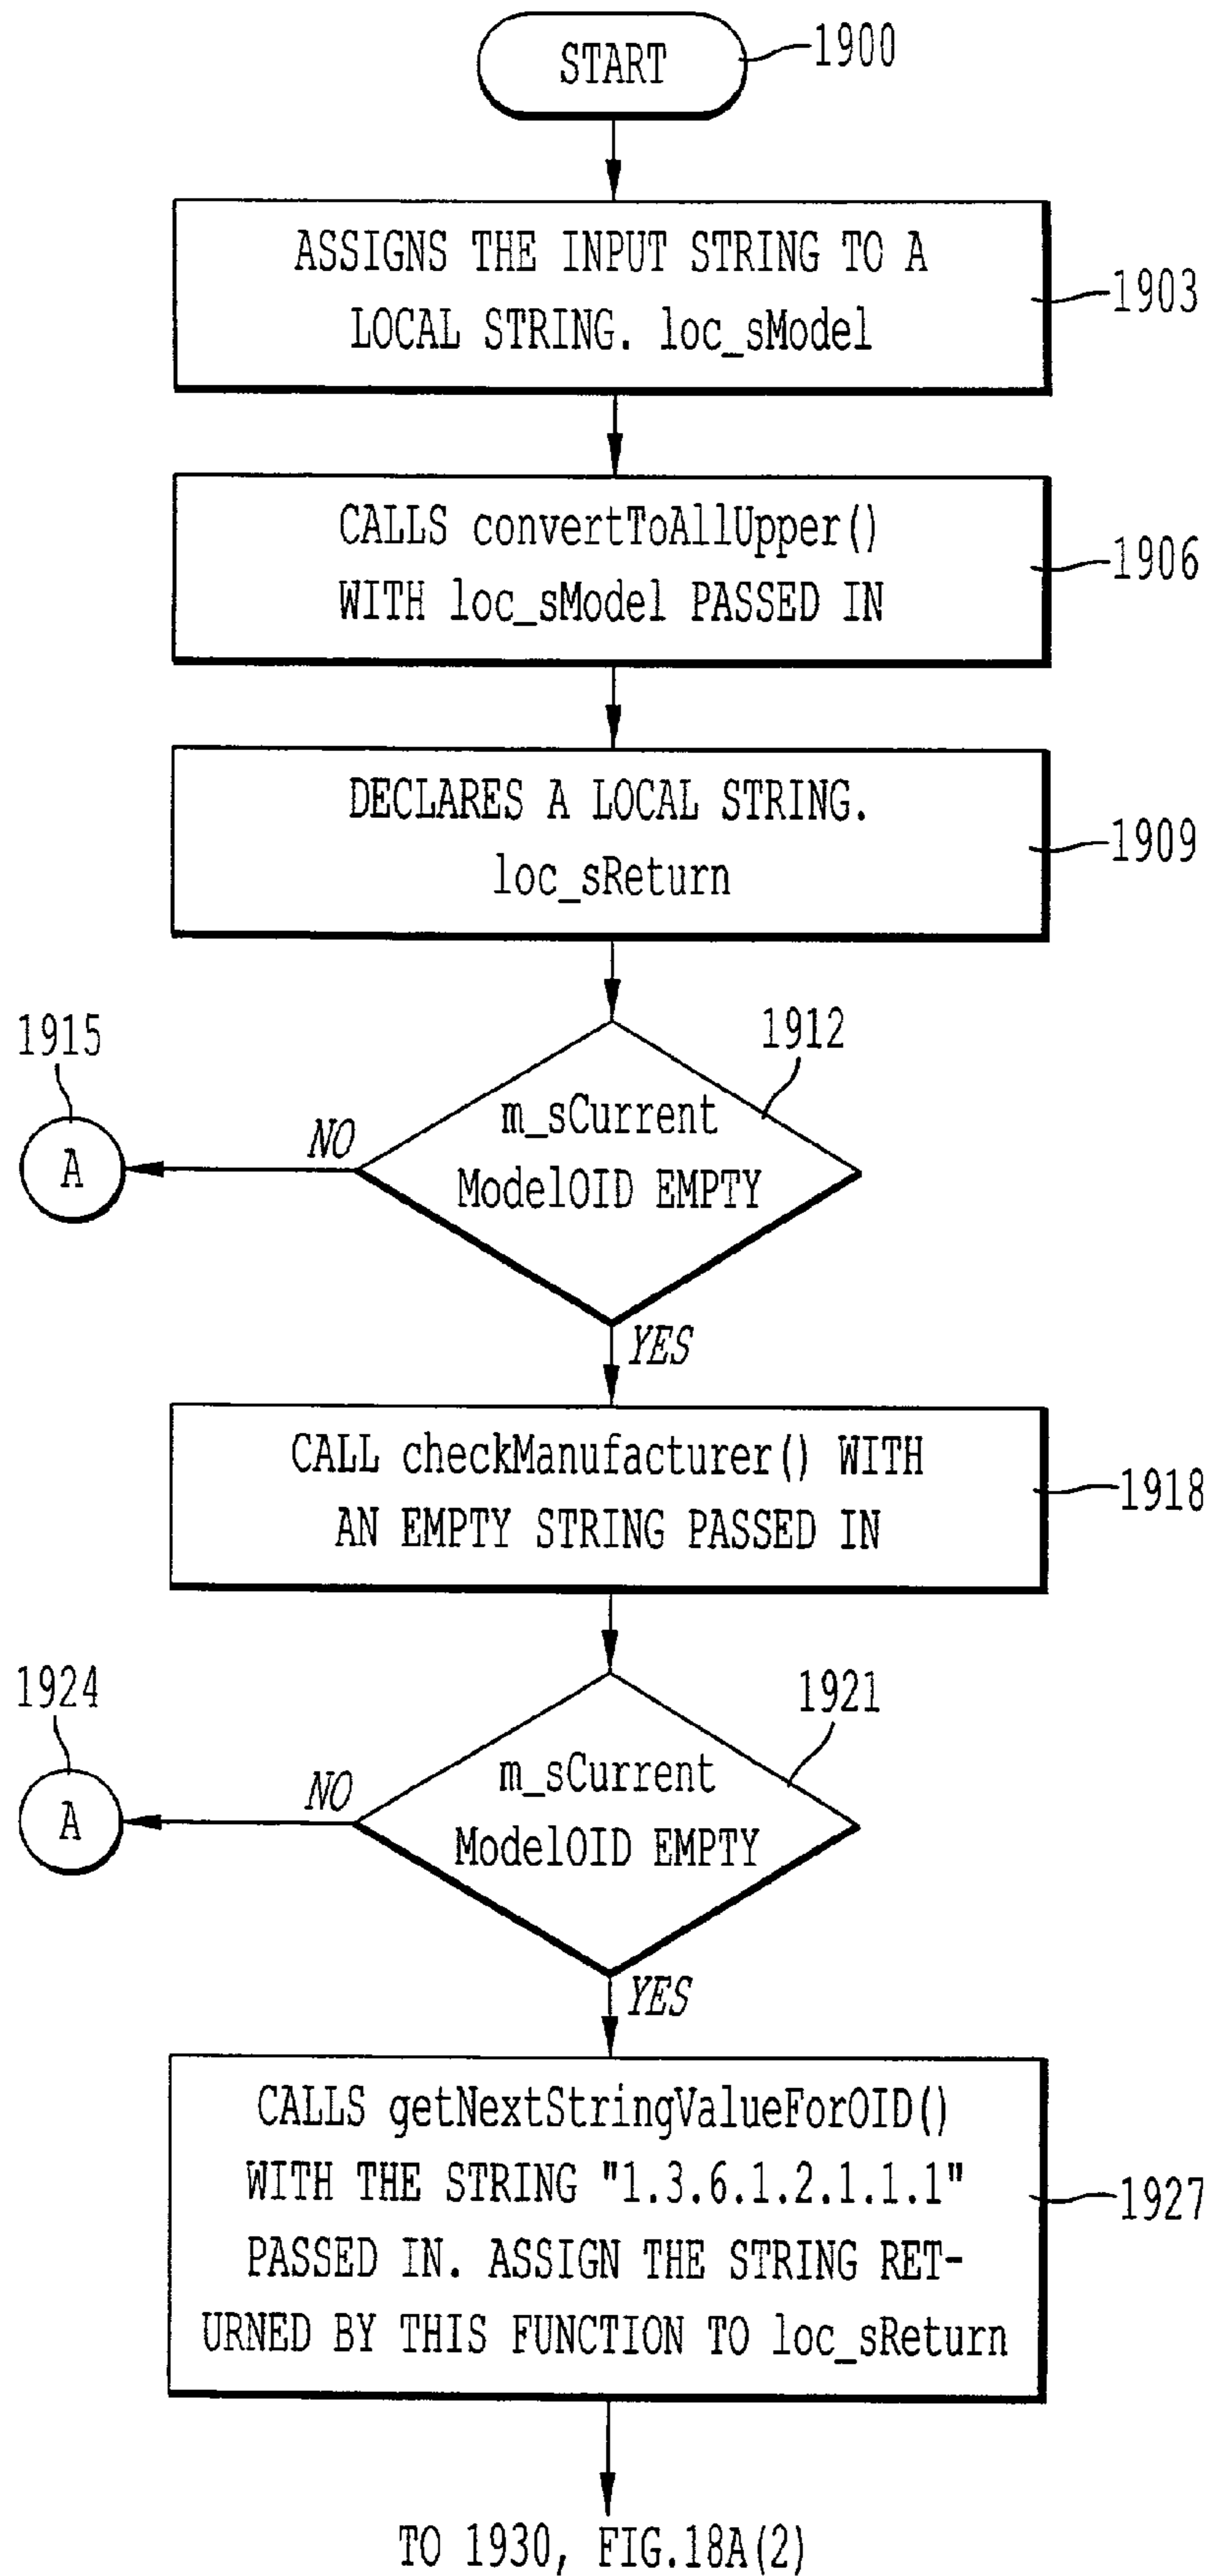 START
1900
ASSIGNS THE INPUT STRING TO A
LOCAL STRING. loc_sModel
1903
CALLS convertToAllUpper()
WITH loc_sModel PASSED IN
1906
DECLARES A LOCAL STRING.
loc_sReturn
1909
1915
A
NO
1912
m_sCurrent
ModelOID EMPTY
YES
CALL checkManufacturer() WITH
AN EMPTY STRING PASSED IN
1918
1924
A
NO
1921
m_sCurrent
ModelOID EMPTY
YES
CALLS getNextStringValueForOID()
WITH THE STRING "1.3.6.1.2.1.1.1"
PASSED IN. ASSIGN THE STRING RET-
URNED BY THIS FUNCTION TO loc_sReturn
1927
TO 1930, FIG.18A(2)